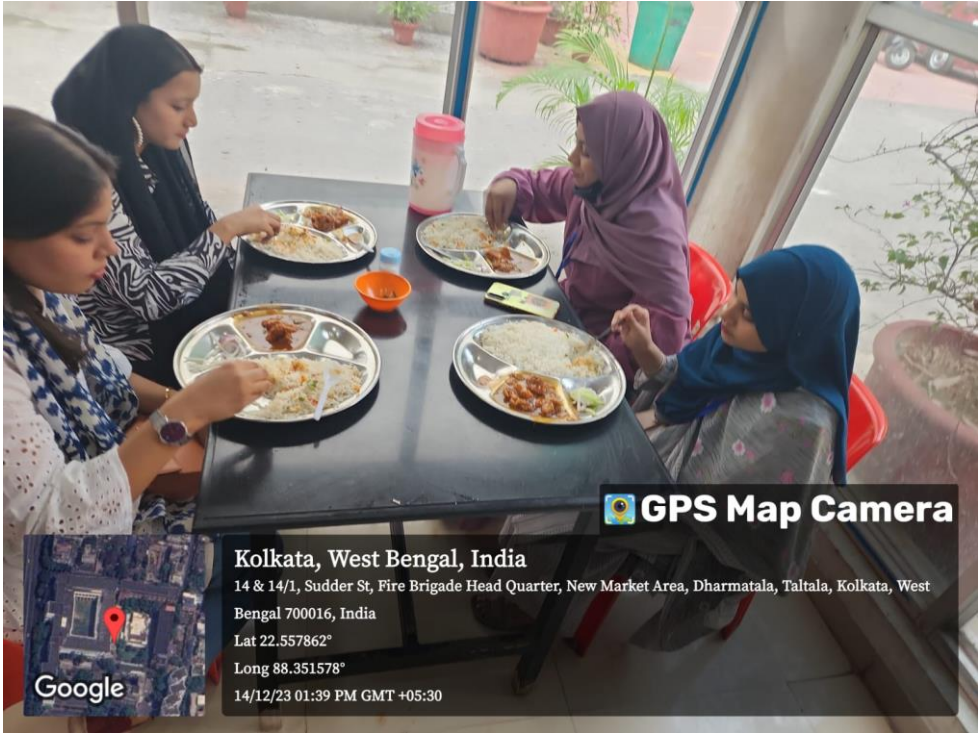 GPS Map Camera
Kolkata, West Bengal, India
14 & 14/1, Sudder St, Fire Brigade Head Quarter, New Market Area, Dharmatala, Taltala, Kolkata, West
Bengal 700016, India
Lat 22.557862°
Long 88.351578°
14/12/23 01:39 PM GMT +05:30
Google